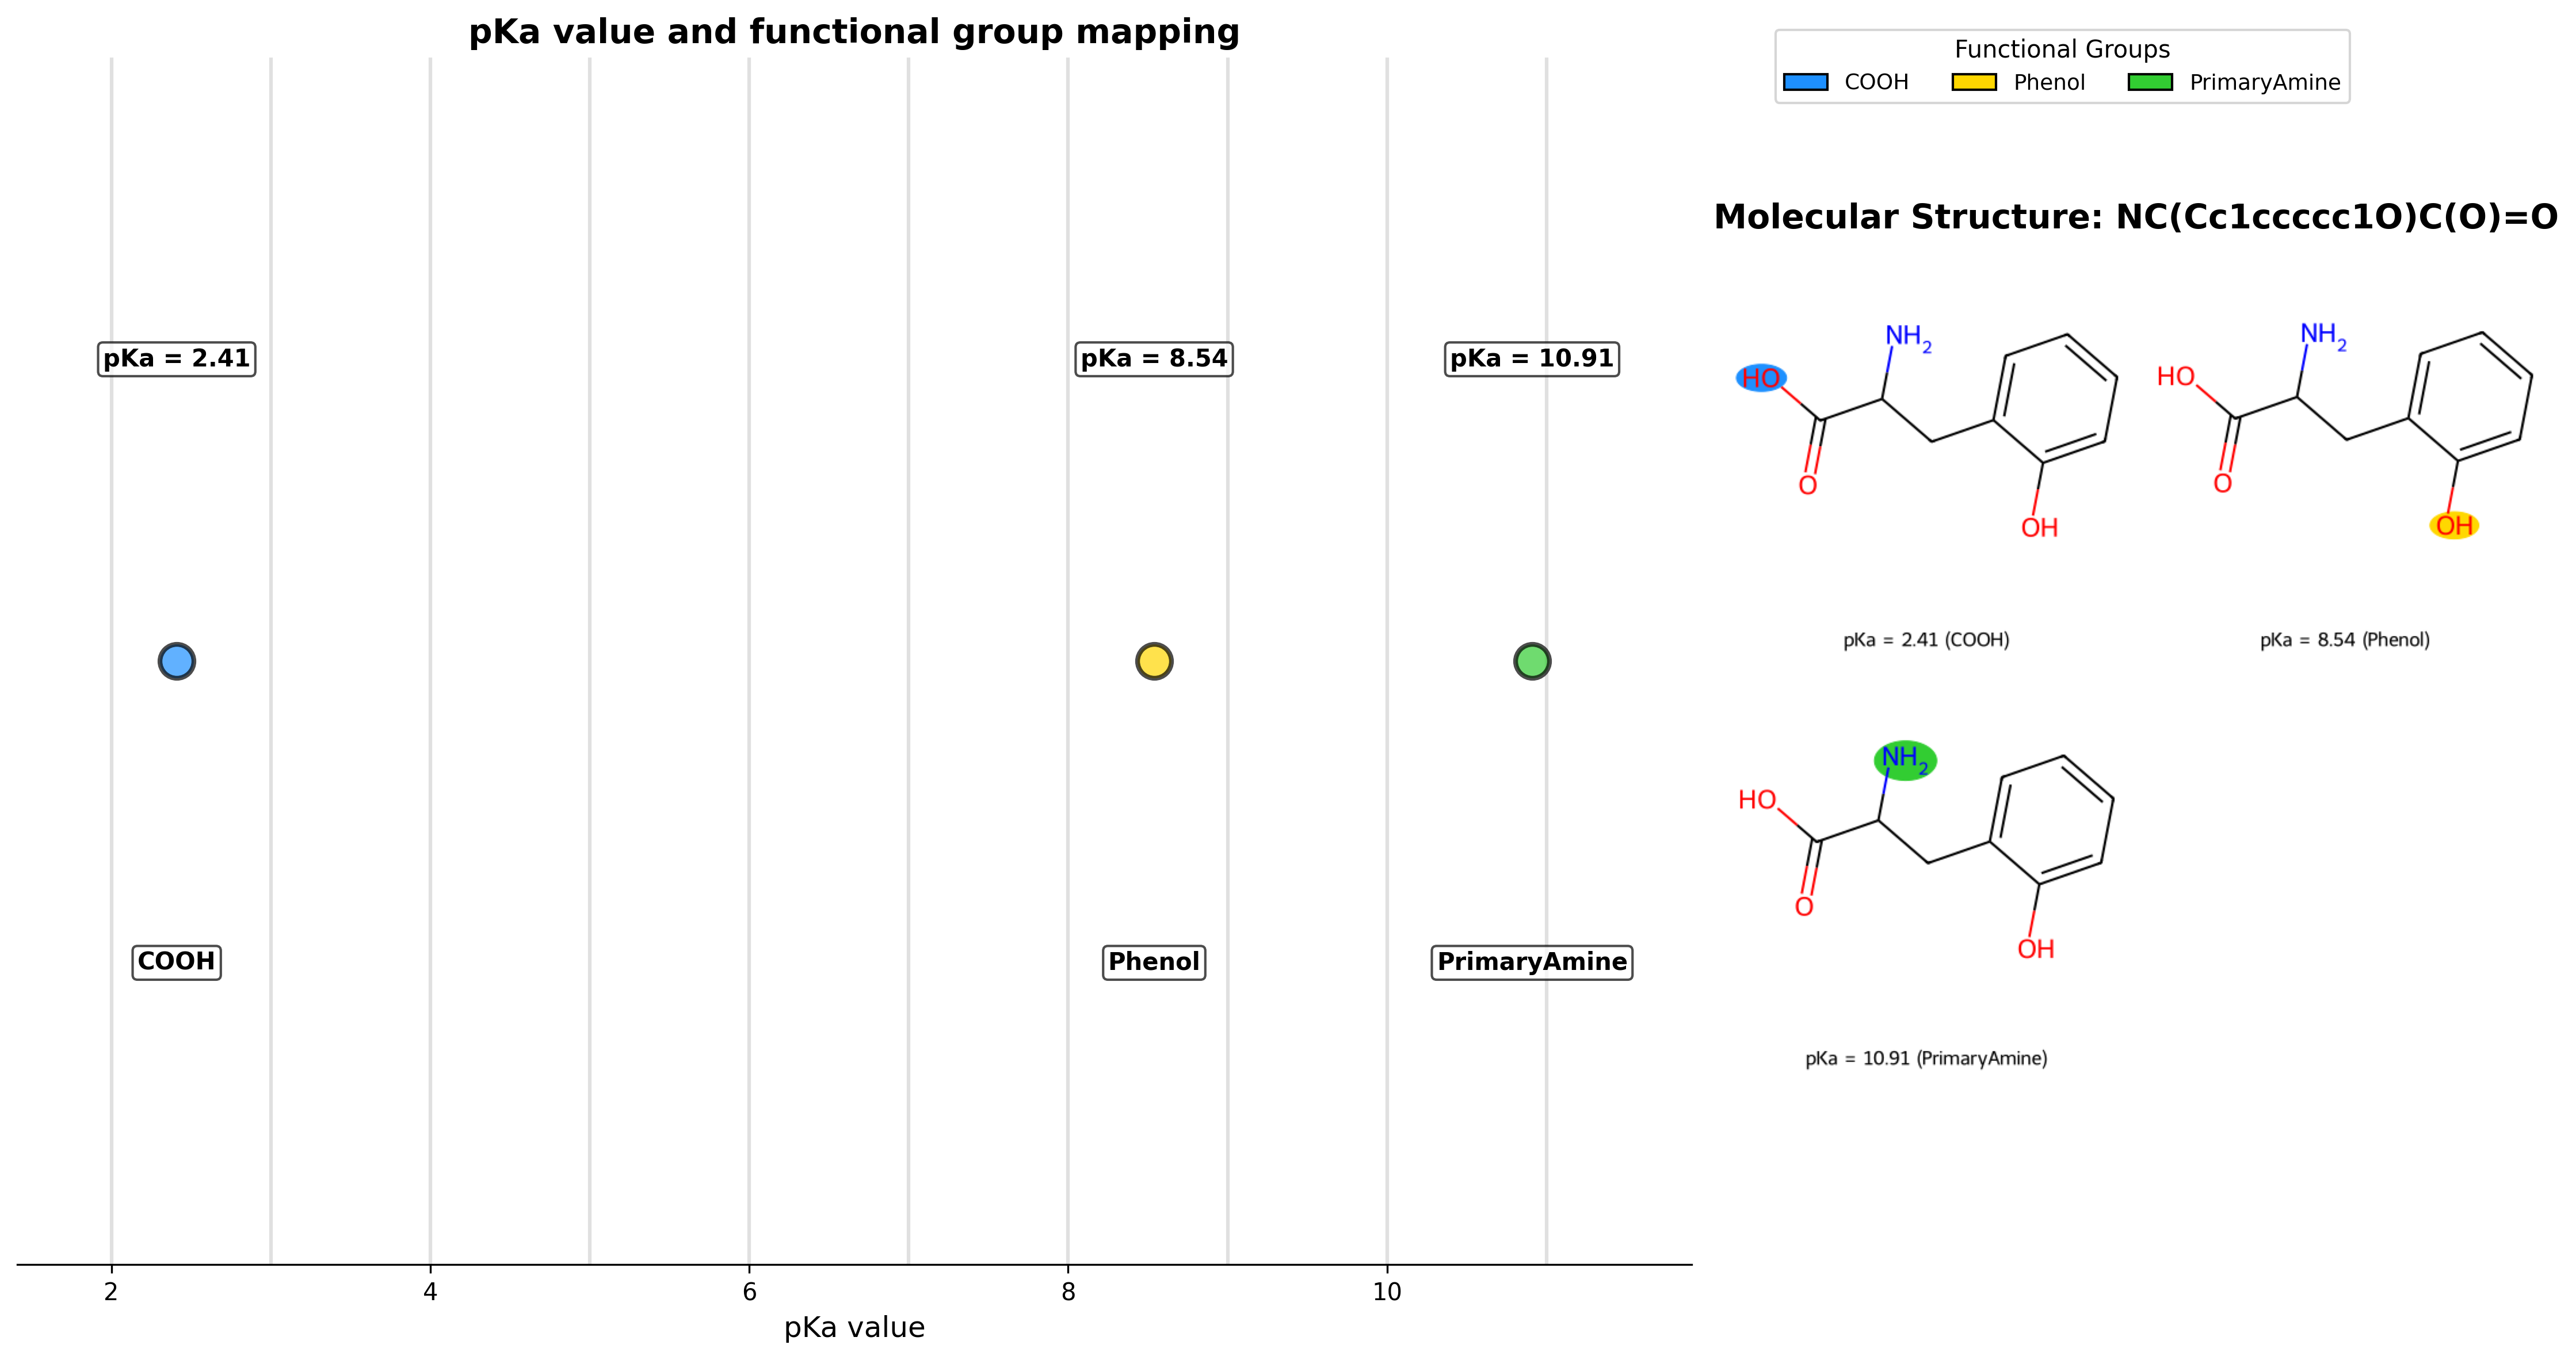 pKa value and functional group mapping
pKa = 2.41
pKa = 8.54
pKa = 10.91
COOH
Phenol
PrimaryAmine
2
4
6
8
10
pKa value
Functional Groups
COOH
Phenol
PrimaryAmine
Molecular Structure: NC(Cc1ccccc1O)C(O)=O
NH2
HO
O
OH
pKa = 2.41 (COOH)
NH2
HO
O
OH
pKa = 8.54 (Phenol)
NH2
HO
O
OH
pKa = 10.91 (PrimaryAmine)